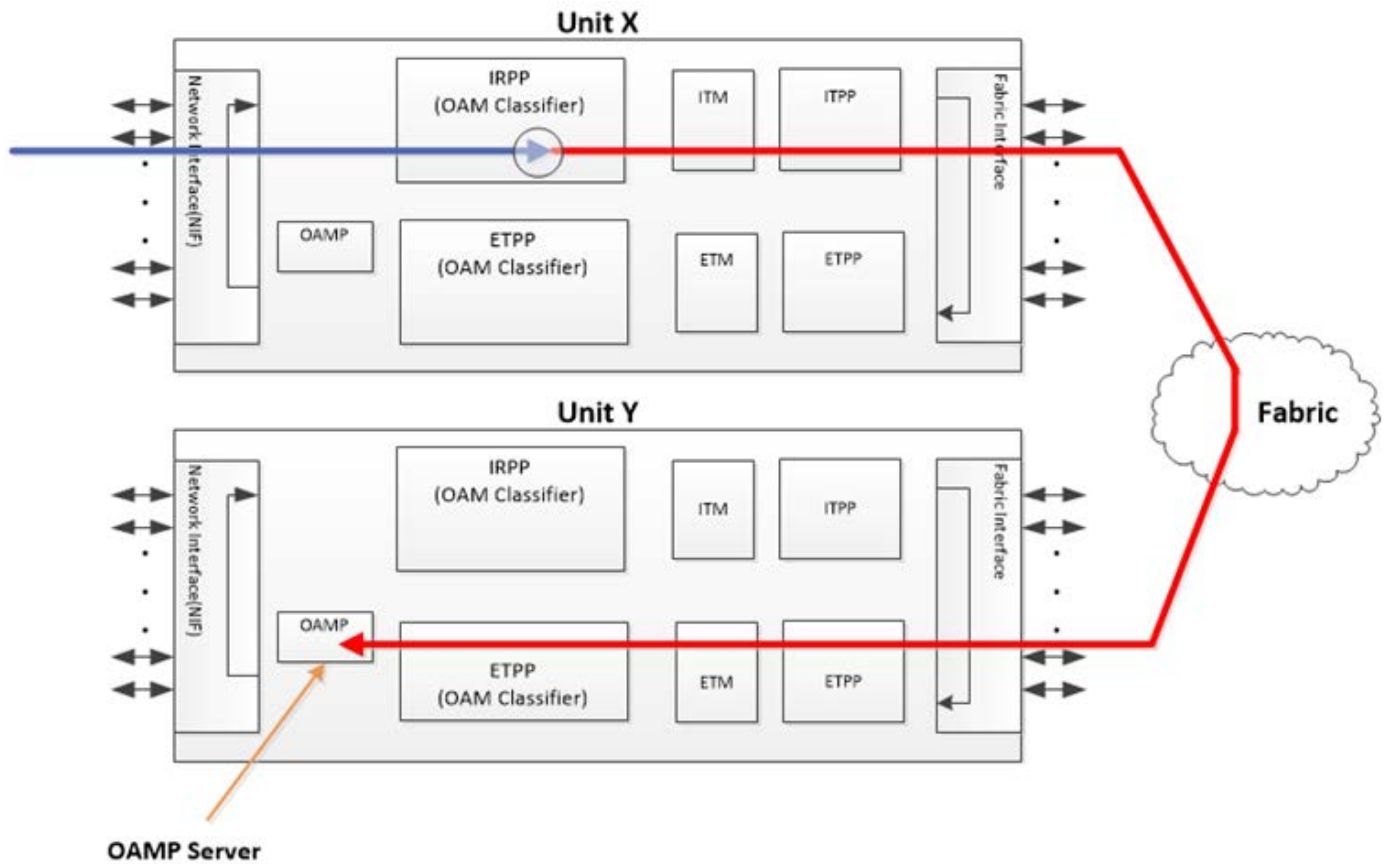 Unit X
Network Interface(NIF)
IRPP
(OAM Classifier)
ITM
ITPP
Fabric Interface
OAMP
ETPP
(OAM Classifier)
ETM
ETPP
Fabric
Unit Y
Network Interface(NIF)
IRPP
(OAM Classifier)
ITM
ITPP
Fabric Interface
OAMP
ETPP
(OAM Classifier)
ETM
ETPP
OAMP Server